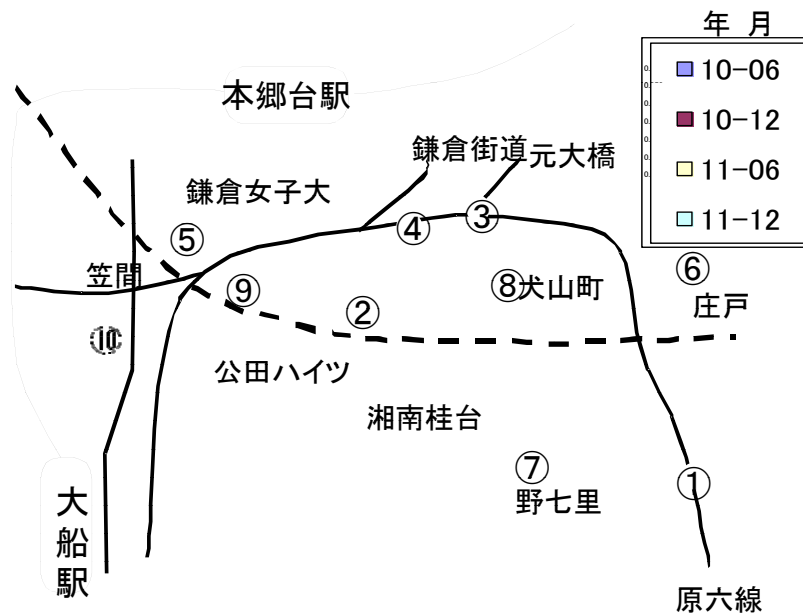 年 月
10-06
10-12
11-06
11-12
本郷台駅
鎌倉街道
元大橋
鎌倉女子大
③
④
⑤
⑥
笠間
⑨
⑧犬山町
庄戸
②
⑩
公田ハイツ
湘南桂台
⑦
野七里
①
大船駅
原六線